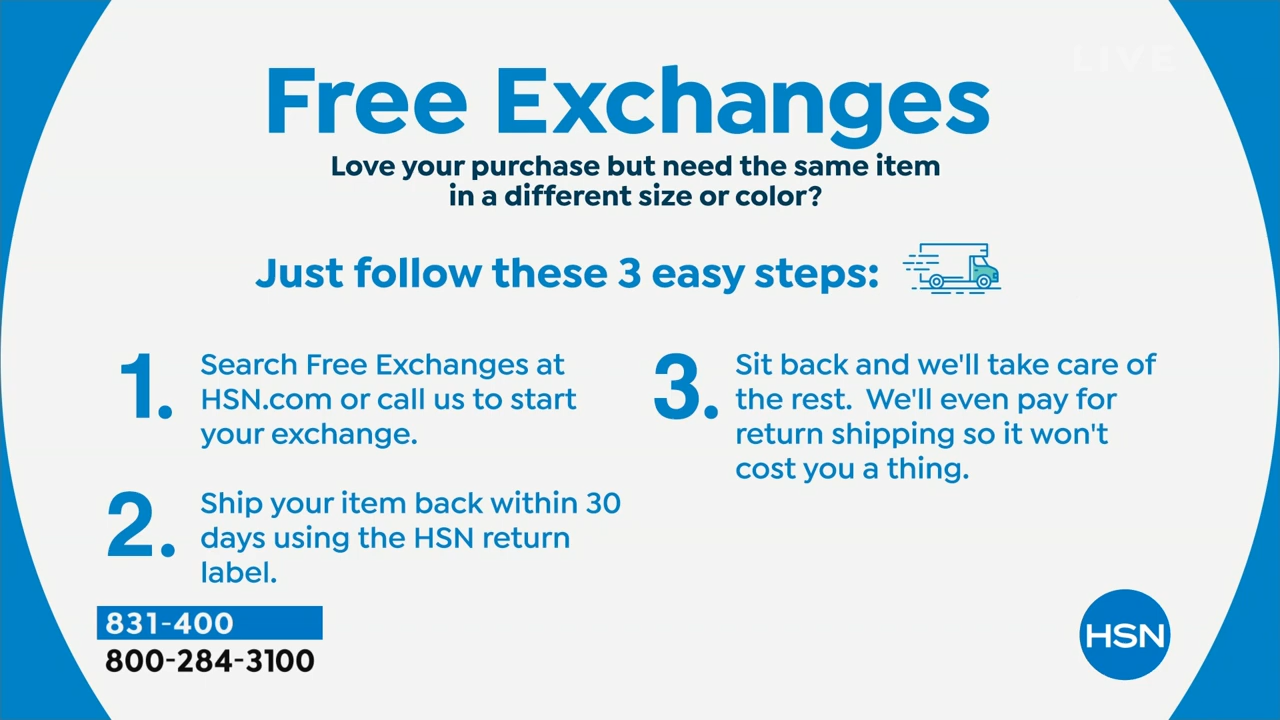 LIVE
Free Exchanges
Love your purchase but need the same item
in a different size or color?
Just follow these 3 easy steps:
1. Search Free Exchanges at
HSN.com or call us to start
your exchange.
2. Ship your item back within 30
days using the HSN return
label.
3. Sit back and we'll take care of
the rest. We'll even pay for
return shipping so it won't
cost you a thing.
831-400
800-284-3100
HSN